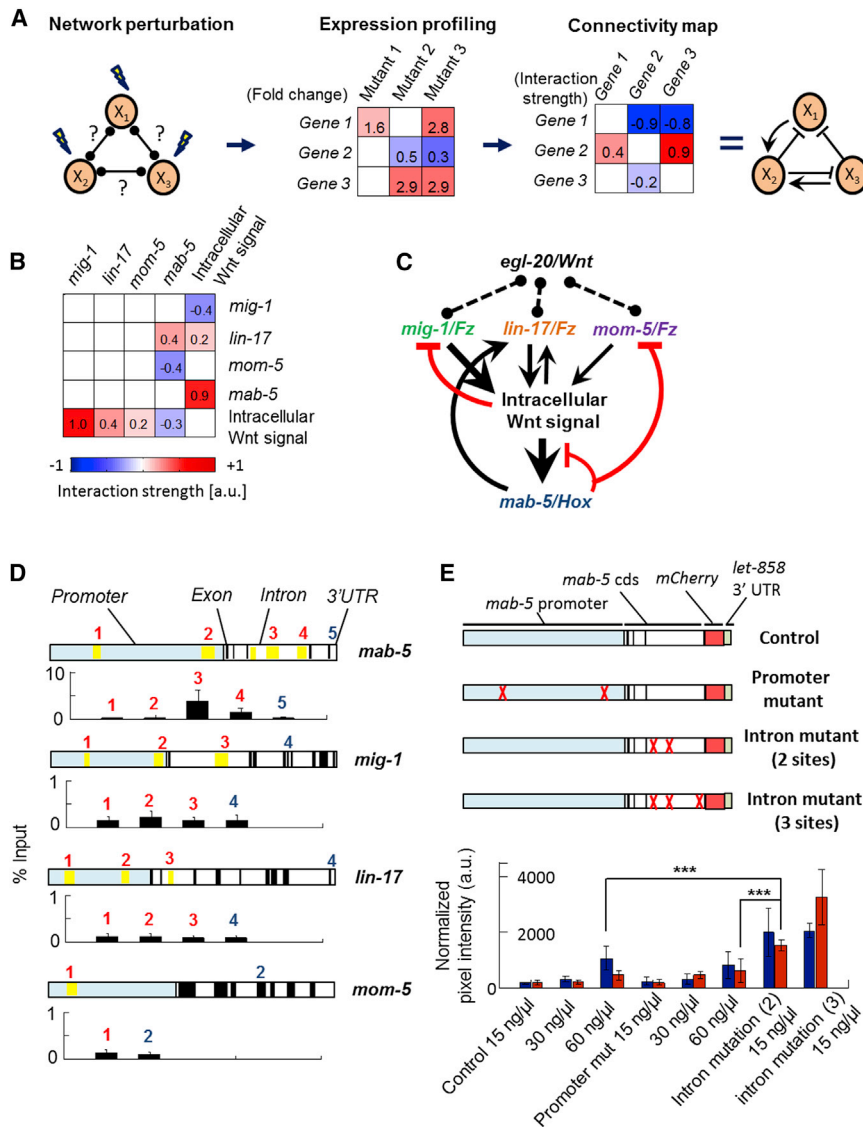 A
Network perturbation
Expression profiling
Connectivity map
X1
X2
X3
?
?
?
(Fold change)
Mutant 1
Mutant 2
Mutant 3
Gene 1
1.6
2.8
Gene 2
0.5
0.3
Gene 3
2.9
2.9
(Interaction
strength)
Gene 1
Gene 2
Gene 3
Gene 1
-0.9
-0.8
Gene 2
0.4
0.9
Gene 3
-0.2
=
X1
X2
X3
B
mig-1
lin-17
mom-5
mab-5
Intracellular
Wnt signal
-0.4
mig-1
0.4
0.2
lin-17
-0.4
mom-5
0.9
mab-5
1.0
0.4
0.2
-0.3
Intracellular
Wnt signal
-1
+1
Interaction strength [a.u.]
C
egl-20/Wnt
mig-1/Fz
lin-17/Fz
mom-5/Fz
Intracellular
Wnt signal
mab-5/Hox
D
Promoter
Exon
Intron
3'UTR
1
2
3
4
5
mab-5
10
0
1
2
3
4
5
1
2
3
4
mig-1
1
0
1
2
3
4
% Input
1
2
3
4
lin-17
1
0
1
2
3
4
1
2
mom-5
1
0
1
2
E
mab-5 promoter
mab-5 cds
mCherry
let-858
3' UTR
Control
Promoter
mutant
Intron mutant
(2 sites)
Intron mutant
(3 sites)
Normalized
pixel intensity (a.u.)
4000
2000
0
***
***
Control 15 ng/µl
30 ng/µl
60 ng/µl
Promoter mut 15 ng/µl
30 ng/µl
60 ng/µl
Intron mutation (2)
15 ng/µl
intron mutation (3)
15 ng/µl